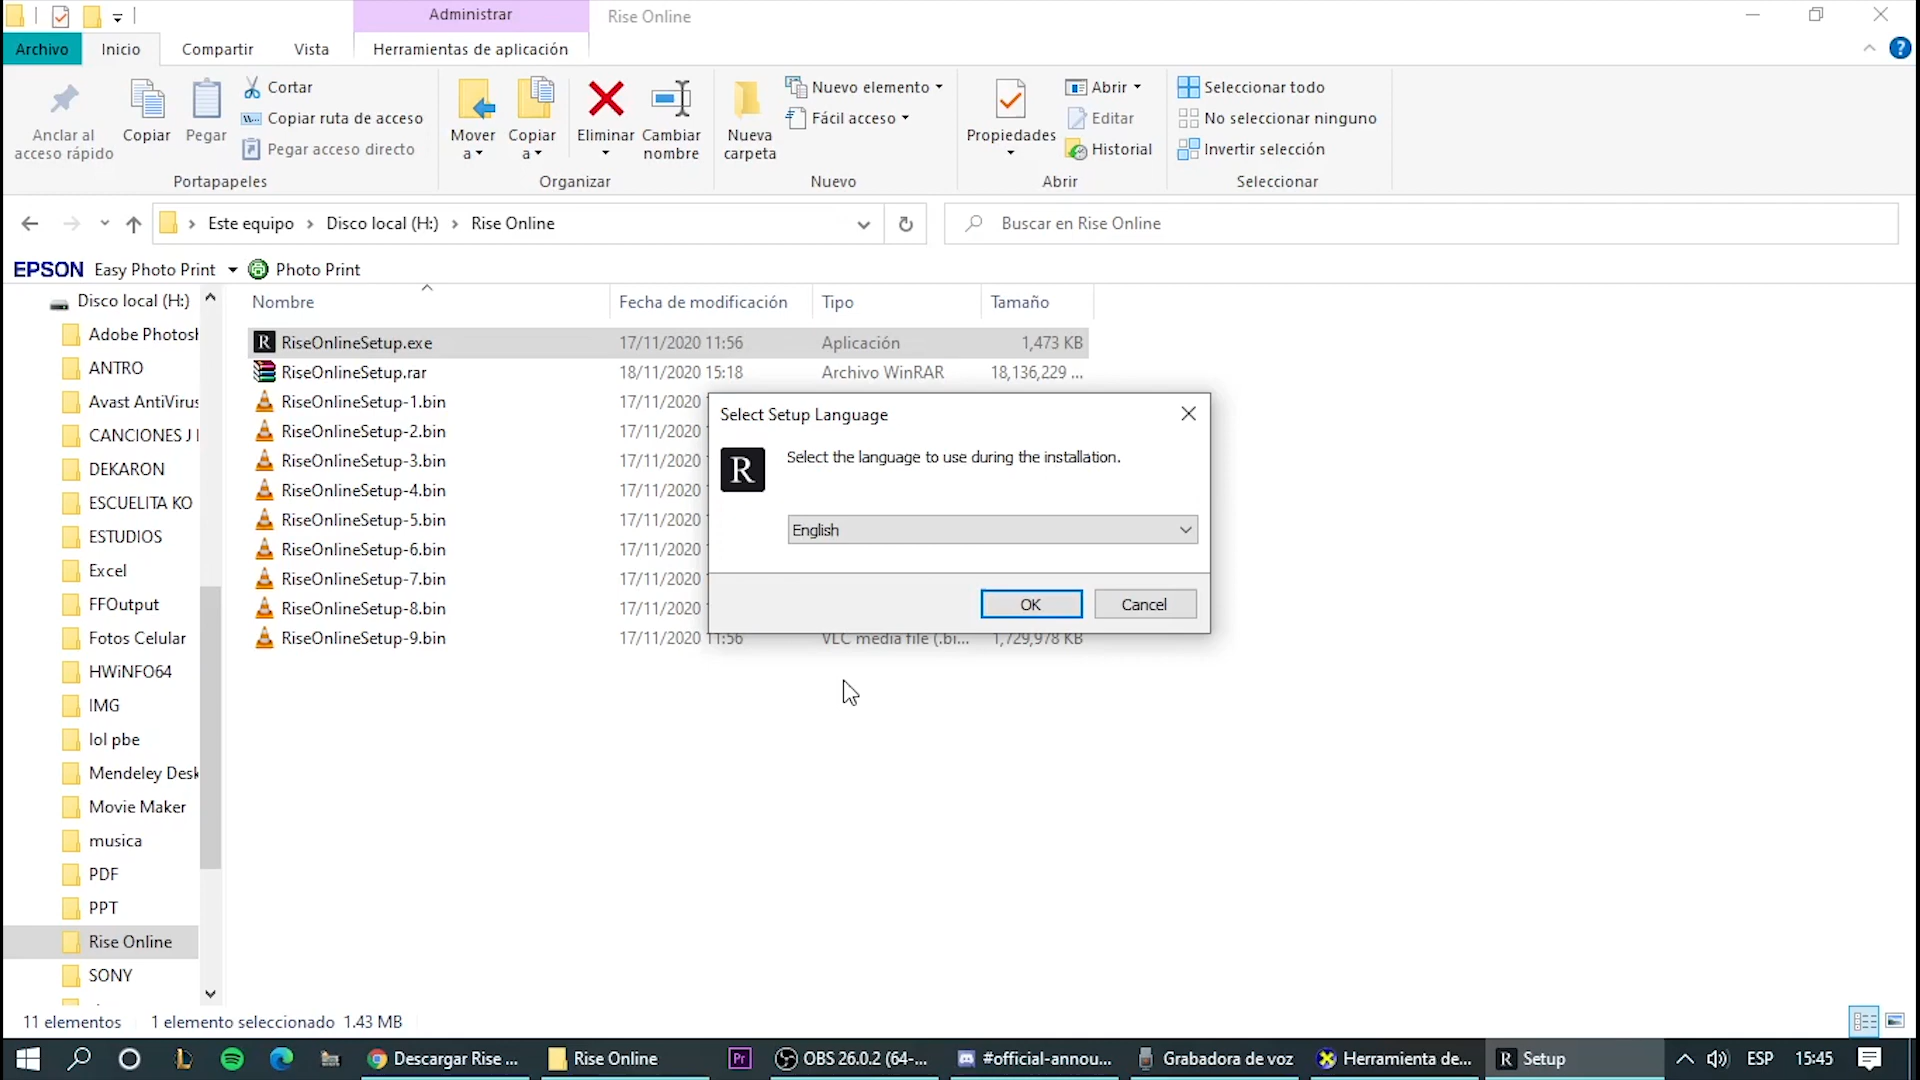 Administrar
Rise Online
Archivo
Inicio
Compartir
Vista
Herramientas de aplicación
Anclar al
acceso rápido
Copiar
Pegar
Cortar
Copiar ruta de acceso
Pegar acceso directo
Portapapeles
Mover
a
Copiar
a
Eliminar
Cambiar
nombre
Organizar
Nueva
carpeta
Nuevo elemento
Fácil acceso
Nuevo
Propiedades
Abrir
Editar
Historial
Abrir
Seleccionar todo
No seleccionar ninguno
Invertir selección
Seleccionar
Este equipo > Disco local (H:) > Rise Online
Buscar en Rise Online
EPSON Easy Photo Print Photo Print
Disco local (H:)
Adobe Photosh
ANTRO
Avast AntiVirus
CANCIONES J
DEKARON
ESCUELITA KO
ESTUDIOS
Excel
FFOutput
Fotos Celular
HWiNFO64
IMG
lol pbe
Mendeley Desk
Movie Maker
musica
PDF
PPT
Rise Online
SONY
Nombre Fecha de modificación Tipo Tamaño
RiseOnlineSetup.exe 17/11/2020 11:56 Aplicación 1,473 KB
RiseOnlineSetup.rar 18/11/2020 15:18 Archivo WinRAR 18,136,229 ...
RiseOnlineSetup-1.bin 17/11/2020
RiseOnlineSetup-2.bin 17/11/2020
RiseOnlineSetup-3.bin 17/11/2020
RiseOnlineSetup-4.bin 17/11/2020
RiseOnlineSetup-5.bin 17/11/2020
RiseOnlineSetup-6.bin 17/11/2020
RiseOnlineSetup-7.bin 17/11/2020
RiseOnlineSetup-8.bin 17/11/2020
RiseOnlineSetup-9.bin 17/11/2020 11:56 VLC media file (.bi... 1,729,978 KB
Select Setup Language
R
Select the language to use during the installation.
English
OK
Cancel
11 elementos 1 elemento seleccionado 1.43 MB
Descargar Rise ...
Rise Online
Pr
OBS 26.0.2 (64-...
#official-annou...
Grabadora de voz
Herramienta de...
R Setup
ESP
15:45